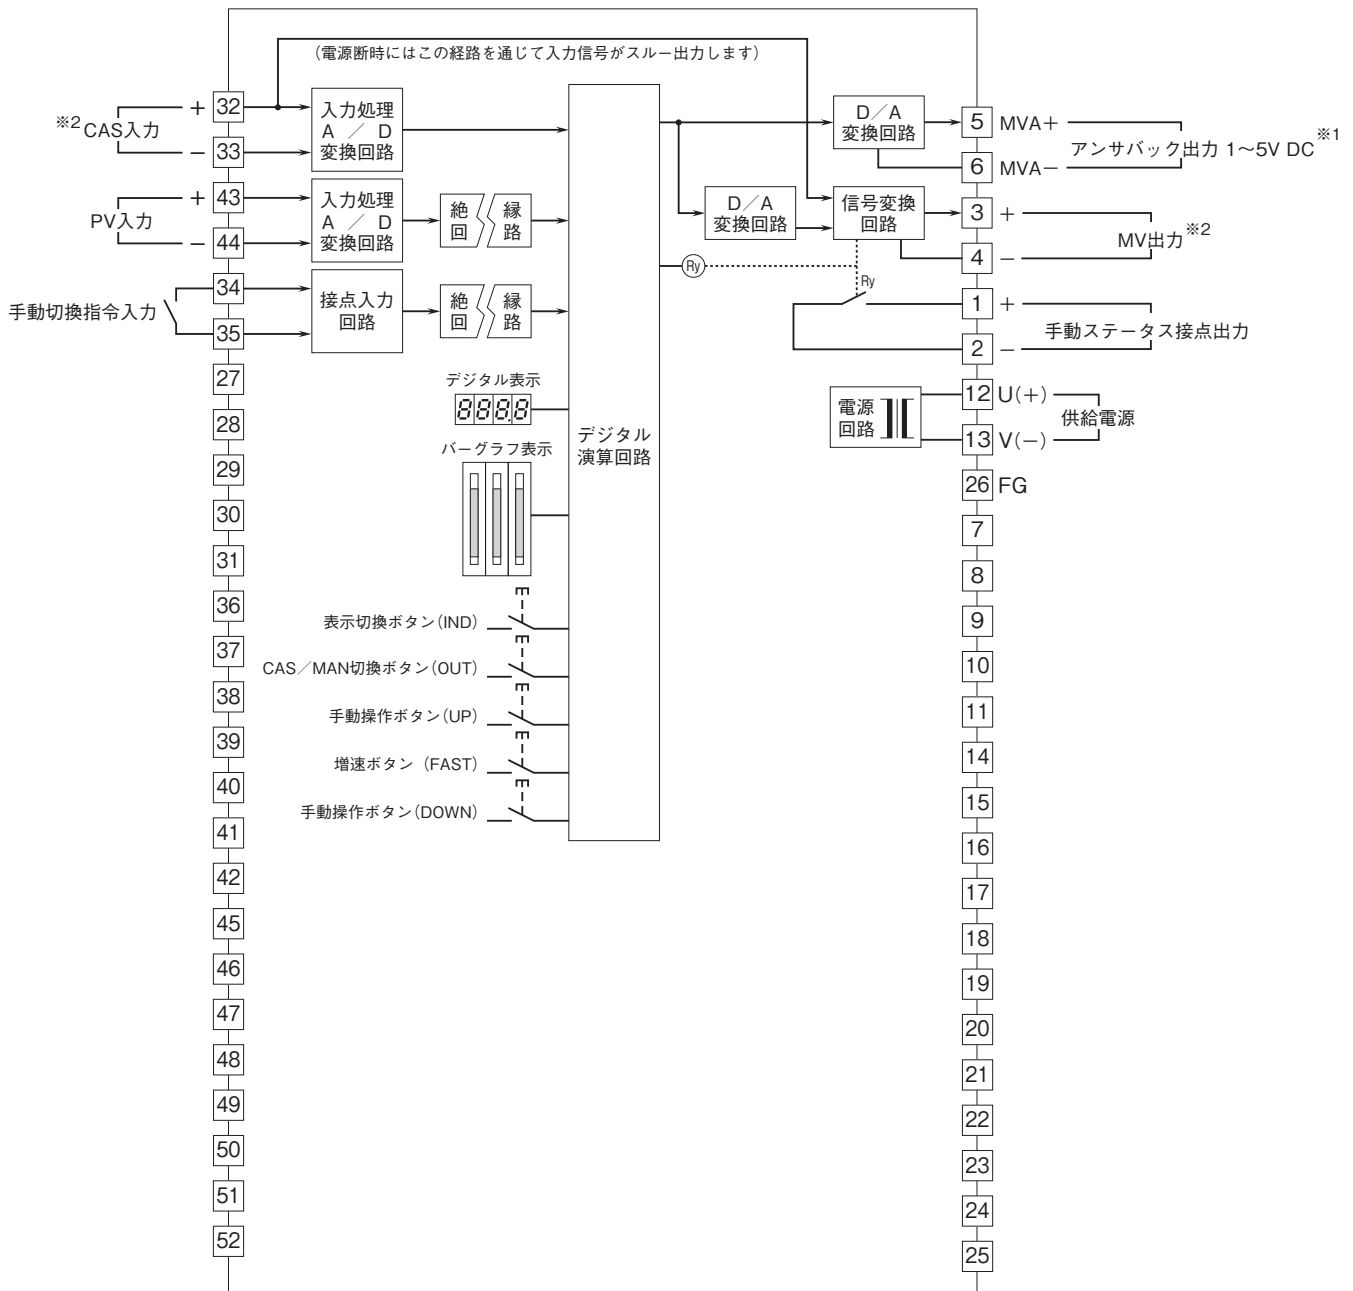 (電源断時にはこの経路を通じて入力信号がスルー出力します)
※2 CAS入力
+ 32
− 33
入力処理
A ／ D
変換回路
PV入力
+ 43
− 44
入力処理
A ／ D
変換回路
絶 縁
回 路
手動切換指令入力
34
35
接点入力
回路
絶 縁
回 路
27
28
29
30
31
36
37
38
39
40
41
42
45
46
47
48
49
50
51
52
デジタル表示
888.8
バーグラフ表示
表示切換ボタン(IND)
CAS／MAN切換ボタン(OUT)
手動操作ボタン(UP)
増速ボタン (FAST)
手動操作ボタン(DOWN)
デジタル
演算回路
D／A
変換回路
5 MVA+
6 MVA−
アンサバック出力 1〜5V DC ※1
D／A
変換回路
信号変換
回路
3 +
4 −
MV出力 ※2
Ry
Ry
1 +
2 −
手動ステータス接点出力
電源
回路
12 U(+)
13 V(−)
供給電源
26 FG
7
8
9
10
11
14
15
16
17
18
19
20
21
22
23
24
25